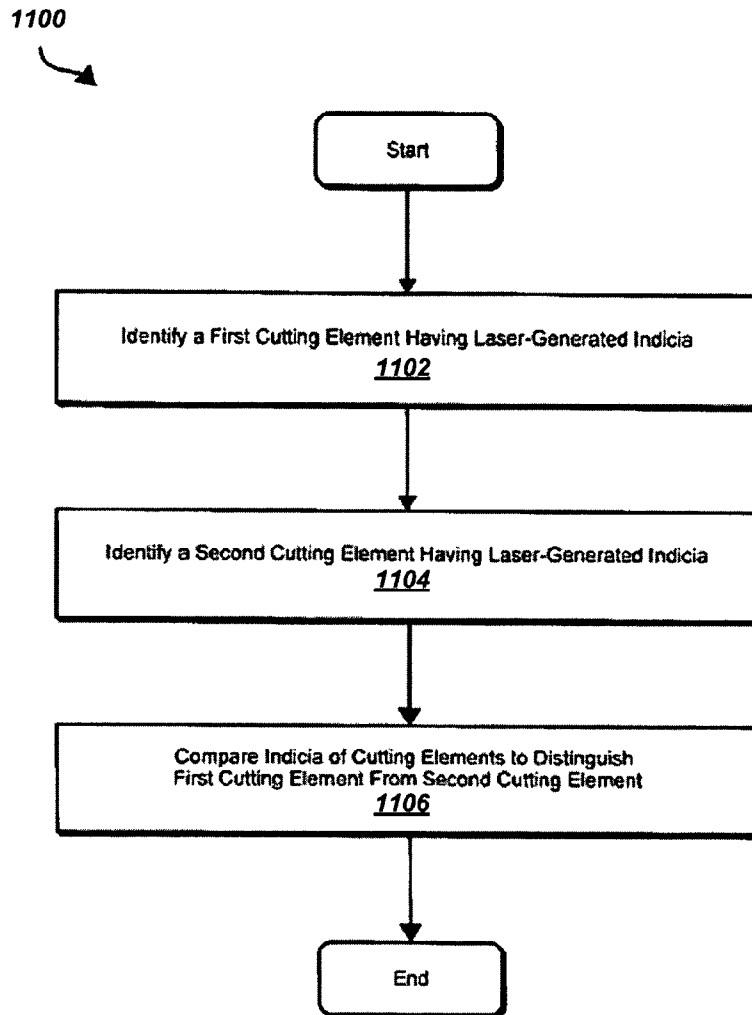 1100
Start
Identify a First Cutting Element Having Laser-Generated Indicia
1102
Identify a Second Cutting Element Having Laser-Generated Indicia
1104
Compare Indicia of Cutting Elements to Distinguish
First Cutting Element From Second Cutting Element
1106
End